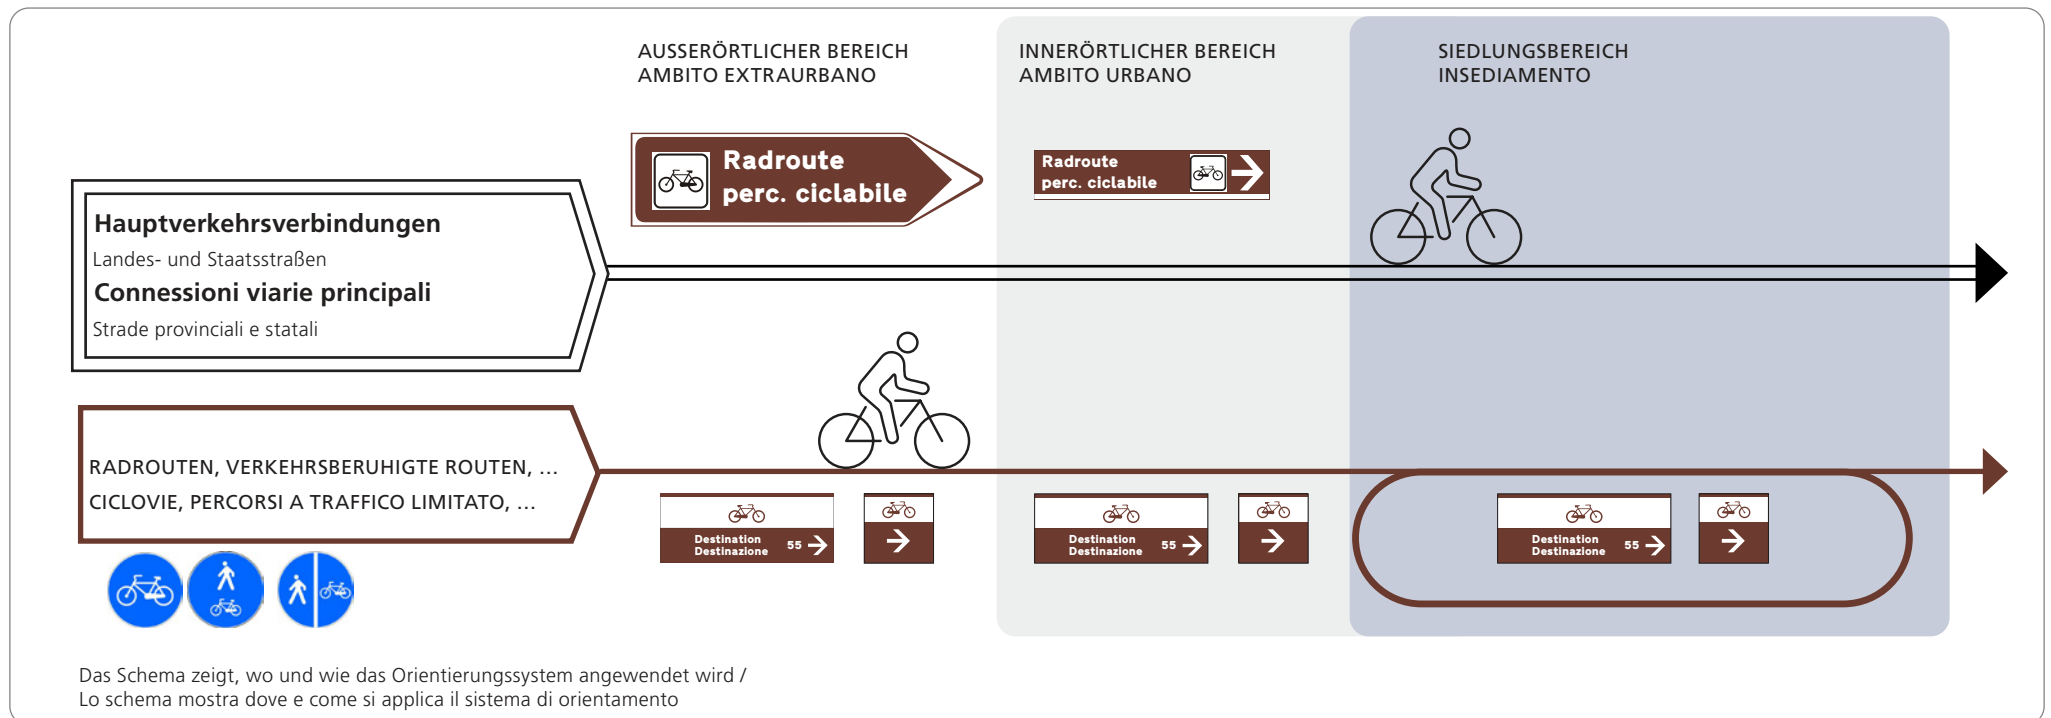 AUSSERÖRTLICHER BEREICH
AMBITO EXTRAURBANO
INNERÖRTLICHER BEREICH
AMBITO URBANO
SIEDLUNGSBEREICH
INSEDIAMENTO
Radroute
perc. ciclabile
Radroute
perc. ciclabile
Hauptverkehrsverbindungen
Landes- und Staatsstraßen
Connessioni viarie principali
Strade provinciali e statali
RADROUTEN, VERKEHRSBERUHIGTE ROUTEN, ...
CICLOVIE, PERCORSI A TRAFFICO LIMITATO, ...
Destination
Destinazione 55
Destination
Destinazione 55
Destination
Destinazione 55
Das Schema zeigt, wo und wie das Orientierungssystem angewendet wird /
Lo schema mostra dove e come si applica il sistema di orientamento